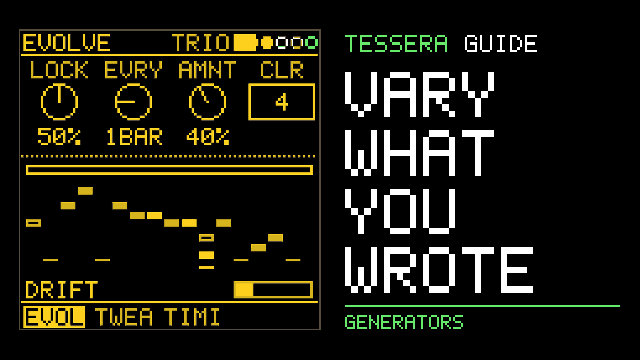 EVOLVE TRIO
LOCK EVRY AMNT CLR
4
50% 1BAR 40%
DRIFT
EVOL TWEA TIMI
TESSERA GUIDE
VARY
WHAT
YOU
WROTE
GENERATORS